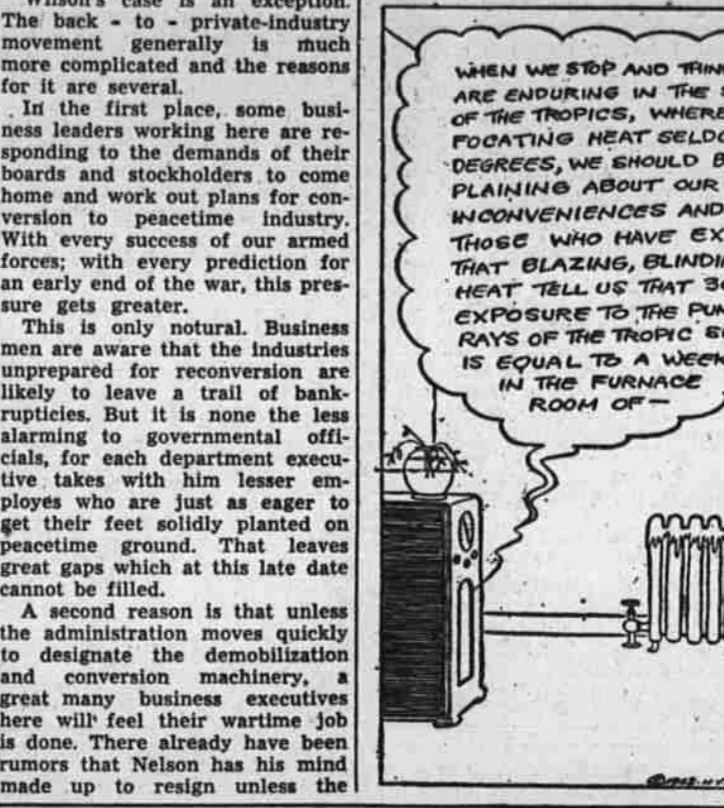 Wilson's case is an exception.
The back - to - private-industry
movement generally is much
more complicated and the reasons
for it are several.
In the first place, some busi-
ness leaders working here are re-
sponding to the demands of their
boards and stockholders to come
home and work out plans for con-
version to peacetime industry.
With every success of our armed
forces; with every prediction for
an early end of the war, this pres-
sure gets greater.
This is only notural. Business
men are aware that the industries
unprepared for reconversion are
likely to leave a trail of bank-
rupticies. But it is none the less
alarming to governmental offi-
cials, for each department execu-
tive takes with him lesser em-
ployes who are just as eager to
get their feet solidly planted on
peacetime ground. That leaves
great gaps which at this late date
cannot be filled.
A second reason is that unless
the administration moves quickly
to designate the demobilization
and conversion machinery, a
great many business executives
here will feel their wartime job
is done. There already have been
rumors that Nelson has his mind
made up to resign unless the
WHEN WE STOP AND THIN
ARE ENDURING IN THE
OF THE TROPICS, WHERE
FOCATING HEAT SELDO
DEGREES, WE SHOULD B
PLAINING ABOUT OUR
INCONVENIENCES AND
THOSE WHO HAVE EX
THAT BLAZING, BLINDI
HEAT TELL US THAT 30
EXPOSURE TO THE PUN
RAYS OF THE TROPIC S
IS EQUAL TO A WEEK
IN THE FURNACE
ROOM OF—